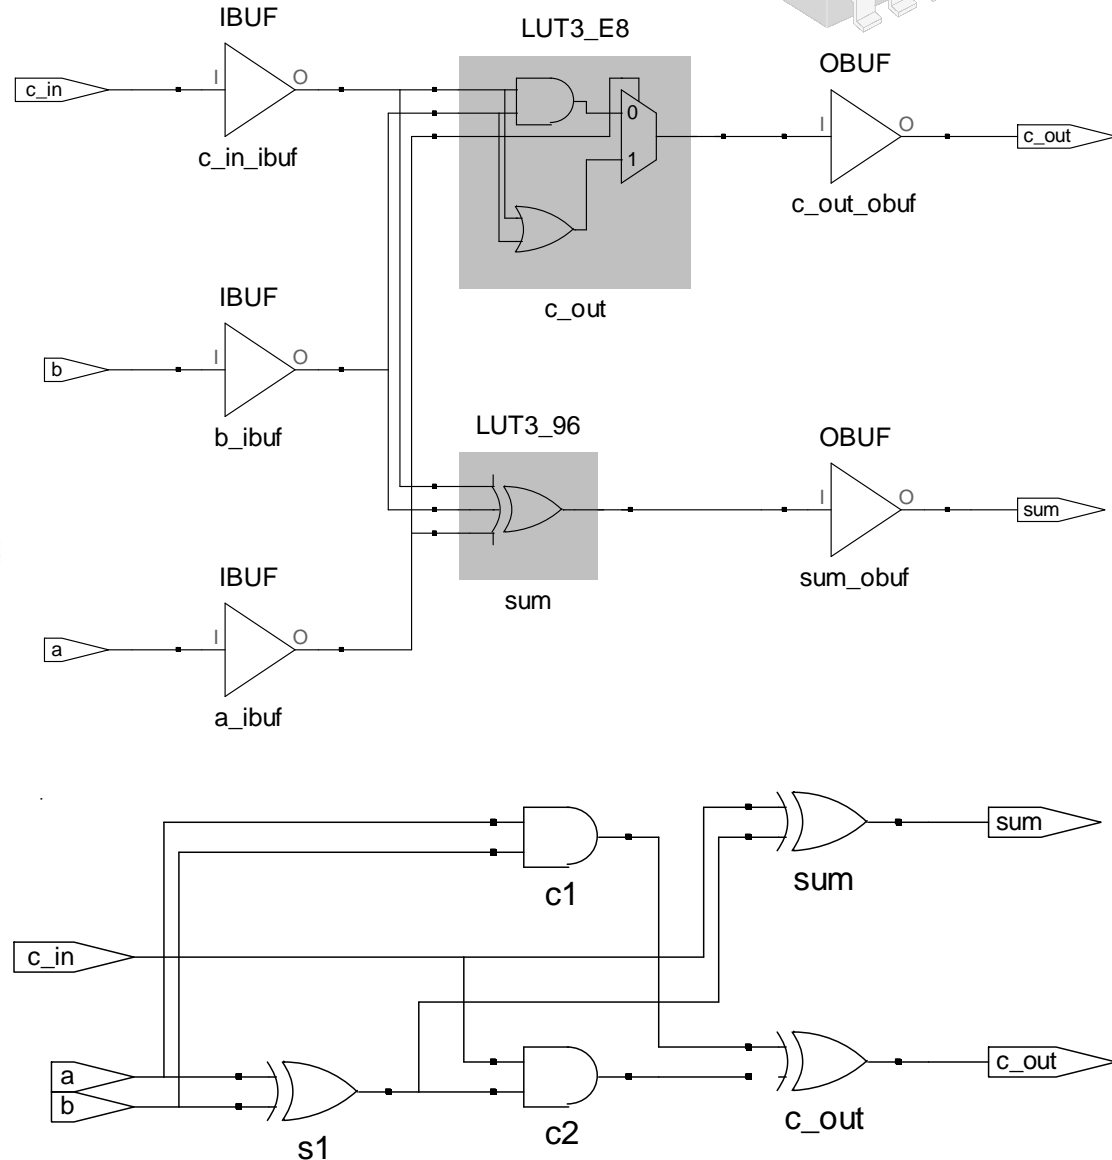 IBUF
LUT3_E8
OBUF
c_in
I
O
0
1
I
O
c_out
c_in_ibuf
c_out_obuf
c_out
IBUF
b
I
O
b_ibuf
LUT3_96
OBUF
I
O
sum
sum_obuf
sum
IBUF
a
I
O
a_ibuf
sum
sum
c1
c_in
a
b
c_out
c_out
c2
s1